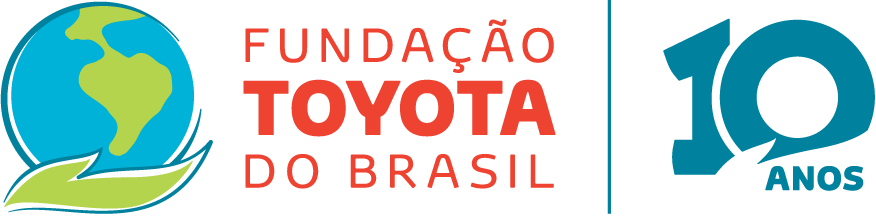 FUNDAÇÃO
TOYOTA
DO BRASIL
10
ANOS